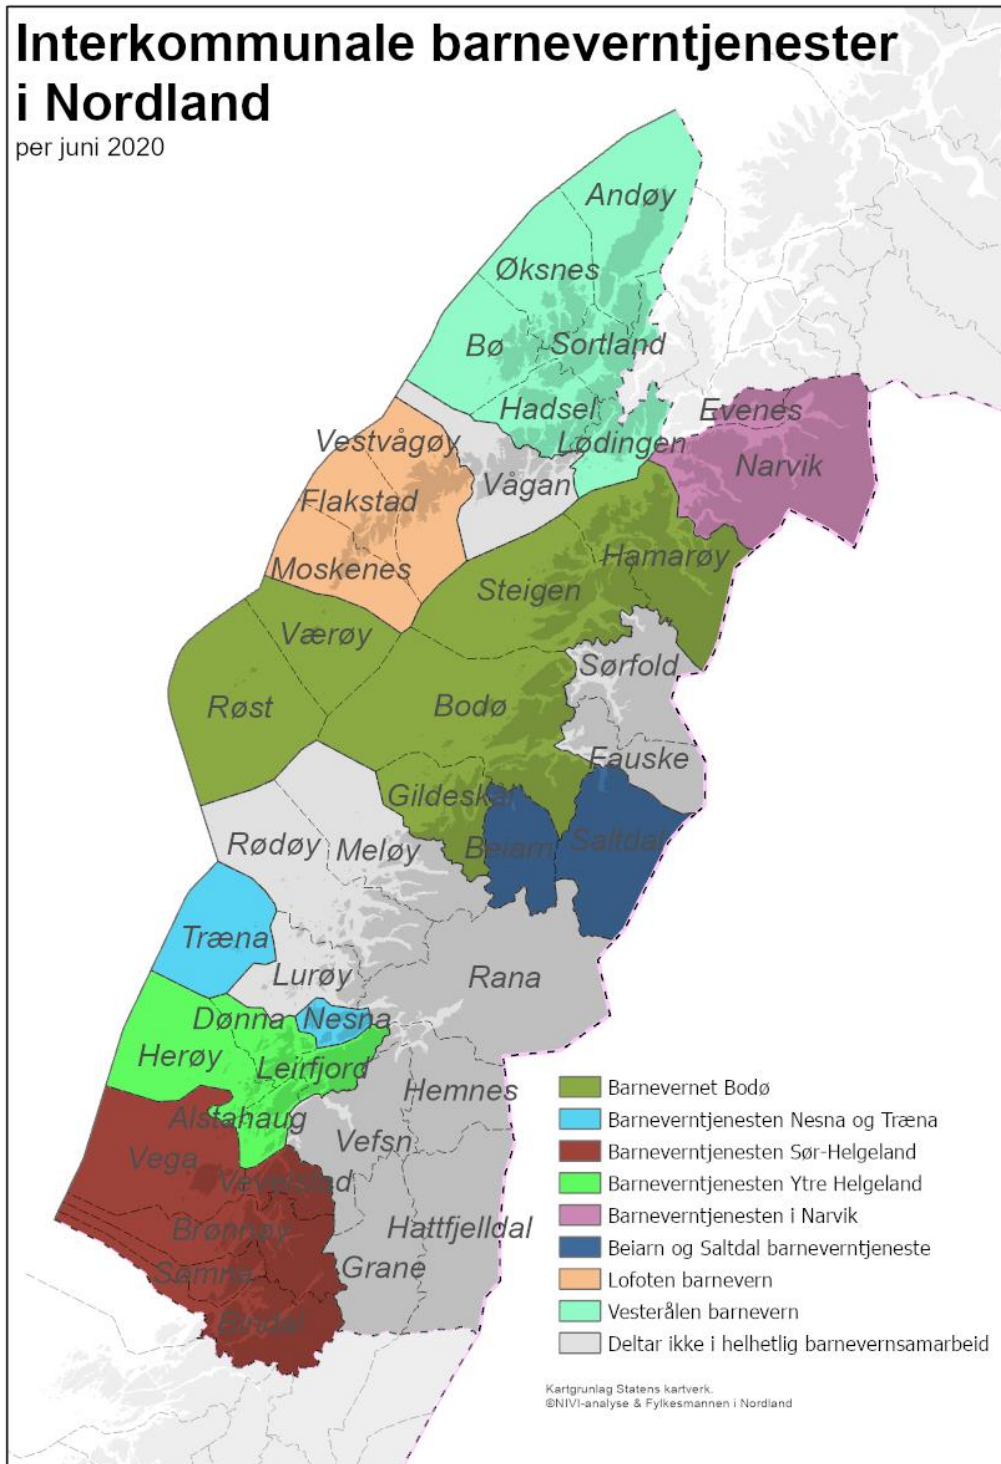 Interkommunale barneverntjenester
i Nordland
per juni 2020
Andøy
Øksnes
Bø
Sortland
Hadsel
Evenes
Vestvågøy
Lødingen
Narvik
Vågan
Flakstad
Hamarøy
Moskenes
Steigen
Værøy
Sørfold
Røst
Bodø
Fauske
Gildeskål
Rødøy
Meløy
Beiarn
Saltdal
Træna
Lurøy
Rana
Dønna
Nesna
Herøy
Leirfjord
Hemnes
Alstahaug
Vefsn
Vega
Vevelstad
Brønnøy
Hattfjelldal
Sømna
Grane
Bindal
Barnevernet Bodø
Barneverntjenesten Nesna og Træna
Barneverntjenesten Sør-Helgeland
Barneverntjenesten Ytre Helgeland
Barneverntjenesten i Narvik
Beiarn og Saltdal barneverntjeneste
Lofoten barnevern
Vesterålen barnevern
Deltar ikke i helhetlig barnevernsamarbeid
Kartgrunlag Statens kartverk.
©NIVI-analyse & Fylkesmannen i Nordland